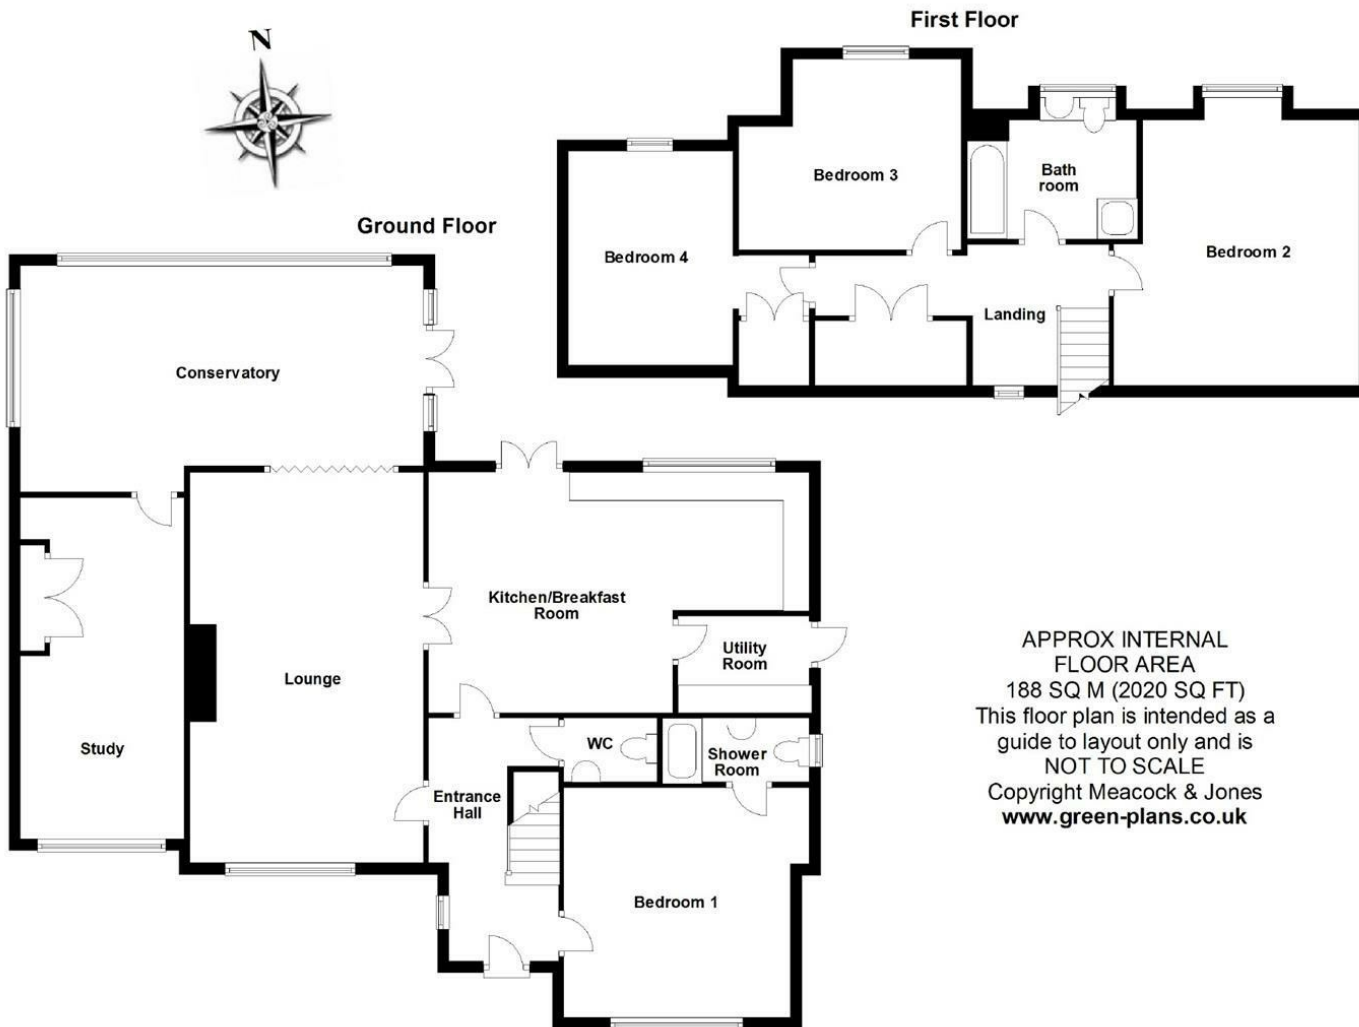 First Floor
N
Bedroom 3
Bath
room
Bedroom 4
Bedroom 2
Landing
Ground Floor
Conservatory
Kitchen/Breakfast
Room
Utility
Room
Lounge
Study
WC
Shower
Room
Entrance
Hall
Bedroom 1
APPROX INTERNAL
FLOOR AREA
188 SQ M (2020 SQ FT)
This floor plan is intended as a
guide to layout only and is
NOT TO SCALE
Copyright Meacock & Jones
www.green-plans.co.uk